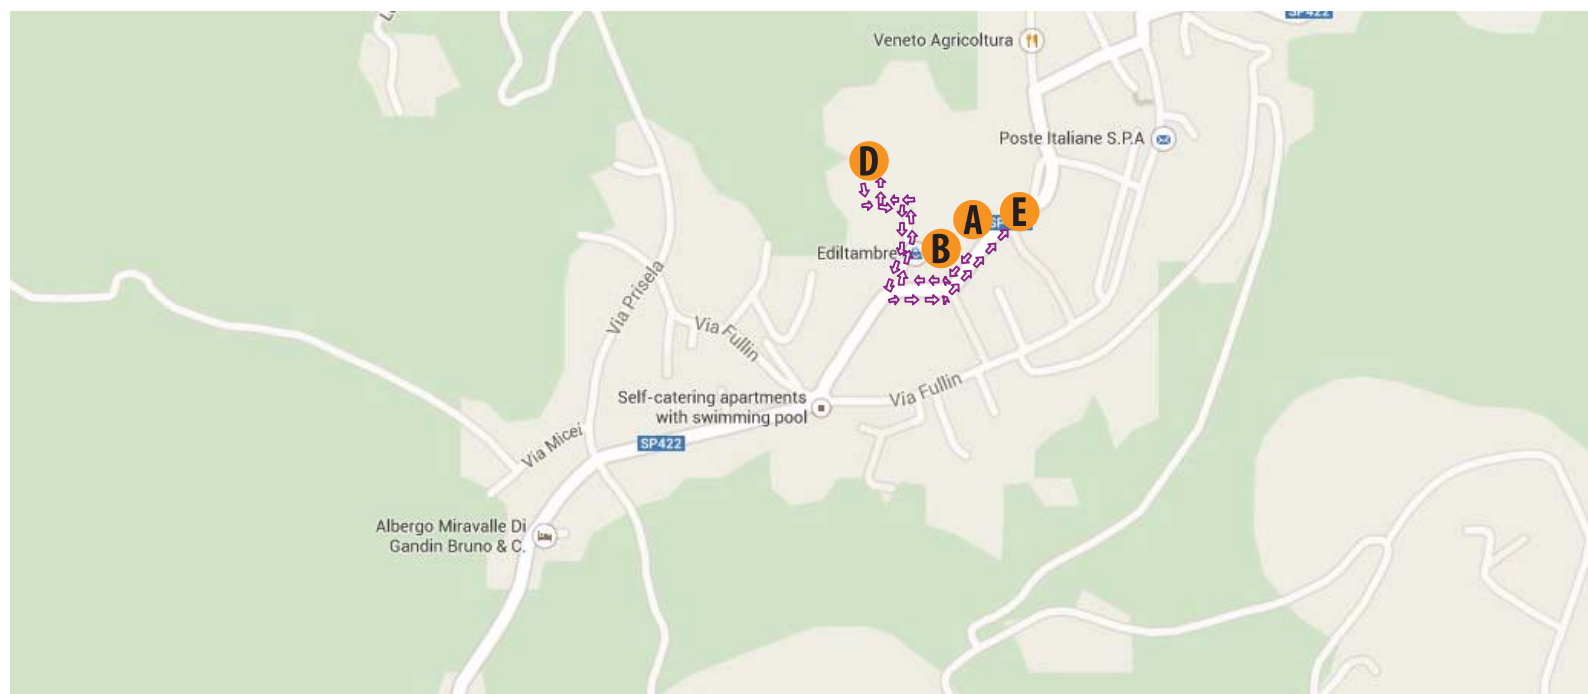 SP422
Veneto Agricoltura
Poste Italiane S.P.A
D
A
E
B
Ediltambre
Via Prisela
Via Fullin
Via Fullin
Self-catering apartments
with swimming pool
SP422
Via Micei
Albergo Miravalle Di
Gandin Bruno & C.